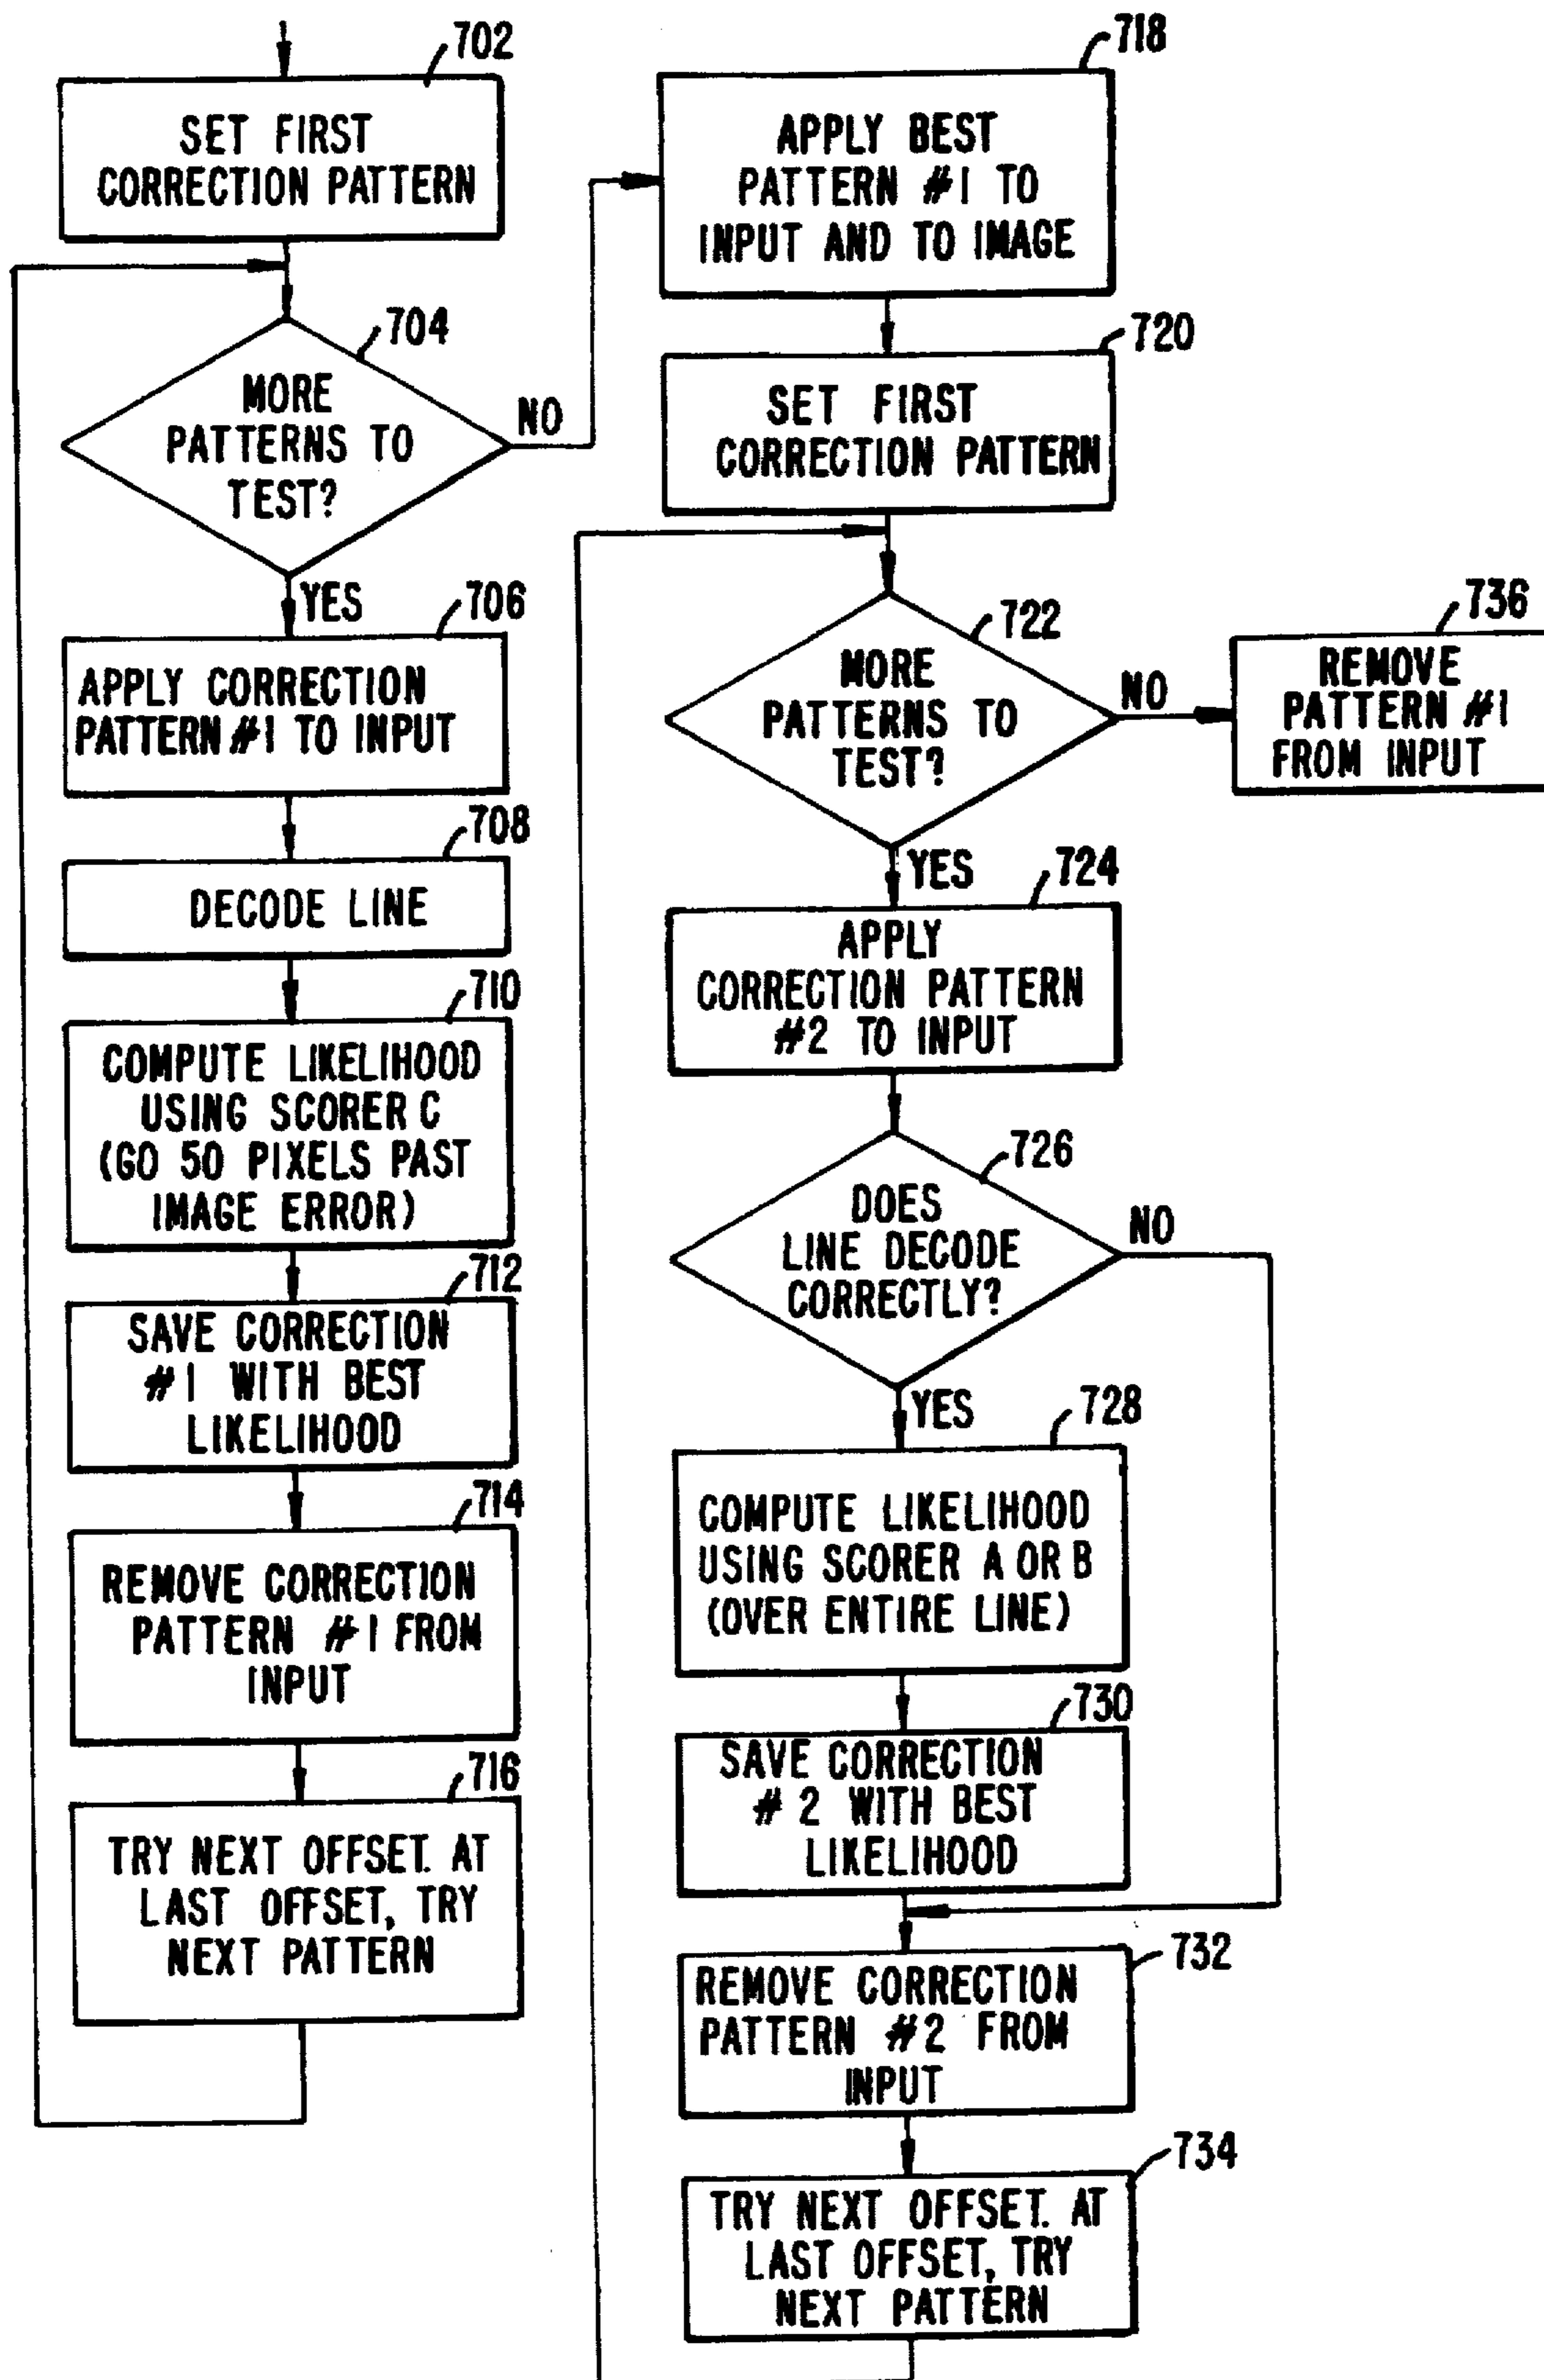 702
SET FIRST
CORRECTION PATTERN
704
MORE
PATTERNS TO
TEST?
NO
YES
706
APPLY CORRECTION
PATTERN #1 TO INPUT
708
DECODE LINE
710
COMPUTE LIKELIHOOD
USING SCORER C
(GO 50 PIXELS PAST
IMAGE ERROR)
712
SAVE CORRECTION
#1 WITH BEST
LIKELIHOOD
714
REMOVE CORRECTION
PATTERN #1 FROM
INPUT
716
TRY NEXT OFFSET. AT
LAST OFFSET, TRY
NEXT PATTERN
718
APPLY BEST
PATTERN #1 TO
INPUT AND TO IMAGE
720
SET FIRST
CORRECTION PATTERN
722
MORE
PATTERNS TO
TEST?
NO
736
REMOVE
PATTERN #1
FROM INPUT
YES
724
APPLY
CORRECTION PATTERN
#2 TO INPUT
726
DOES
LINE DECODE
CORRECTLY?
NO
YES
728
COMPUTE LIKELIHOOD
USING SCORER A OR B
(OVER ENTIRE LINE)
730
SAVE CORRECTION
#2 WITH BEST
LIKELIHOOD
732
REMOVE CORRECTION
PATTERN #2 FROM
INPUT
734
TRY NEXT OFFSET. AT
LAST OFFSET, TRY
NEXT PATTERN